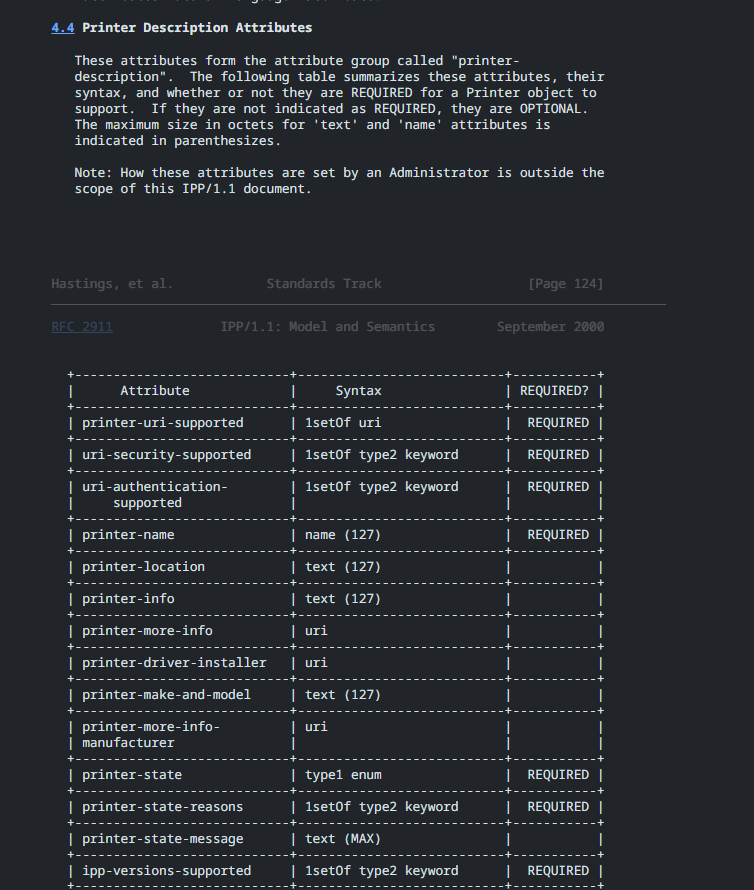 4.4 Printer Description Attributes
These attributes form the attribute group called "printer-
description".  The following table summarizes these attributes, their
syntax, and whether or not they are REQUIRED for a Printer object to
support.  If they are not indicated as REQUIRED, they are OPTIONAL.
The maximum size in octets for 'text' and 'name' attributes is
indicated in parenthesizes.
Note: How these attributes are set by an Administrator is outside the
scope of this IPP/1.1 document.
Hastings, et al.            Standards Track                   [Page 124]
RFC 2911              IPP/1.1: Model and Semantics        September 2000
+----------------------------+---------------------------+-----------+
|      Attribute             |     Syntax                | REQUIRED? |
+----------------------------+---------------------------+-----------+
| printer-uri-supported      | 1setOf uri                |  REQUIRED |
+----------------------------+---------------------------+-----------+
| uri-security-supported     | 1setOf type2 keyword      |  REQUIRED |
+----------------------------+---------------------------+-----------+
| uri-authentication-        | 1setOf type2 keyword      |  REQUIRED |
|     supported              |                           |           |
+----------------------------+---------------------------+-----------+
| printer-name               | name (127)                |  REQUIRED |
+----------------------------+---------------------------+-----------+
| printer-location           | text (127)                |           |
+----------------------------+---------------------------+-----------+
| printer-info               | text (127)                |           |
+----------------------------+---------------------------+-----------+
| printer-more-info          | uri                       |           |
+----------------------------+---------------------------+-----------+
| printer-driver-installer   | uri                       |           |
+----------------------------+---------------------------+-----------+
| printer-make-and-model     | text (127)                |           |
+----------------------------+---------------------------+-----------+
| printer-more-info-         | uri                       |           |
| manufacturer               |                           |           |
+----------------------------+---------------------------+-----------+
| printer-state              | type1 enum                |  REQUIRED |
+----------------------------+---------------------------+-----------+
| printer-state-reasons      | 1setOf type2 keyword      |  REQUIRED |
+----------------------------+---------------------------+-----------+
| printer-state-message      | text (MAX)                |           |
+----------------------------+---------------------------+-----------+
| ipp-versions-supported     | 1setOf type2 keyword      |  REQUIRED |
+----------------------------+---------------------------+-----------+